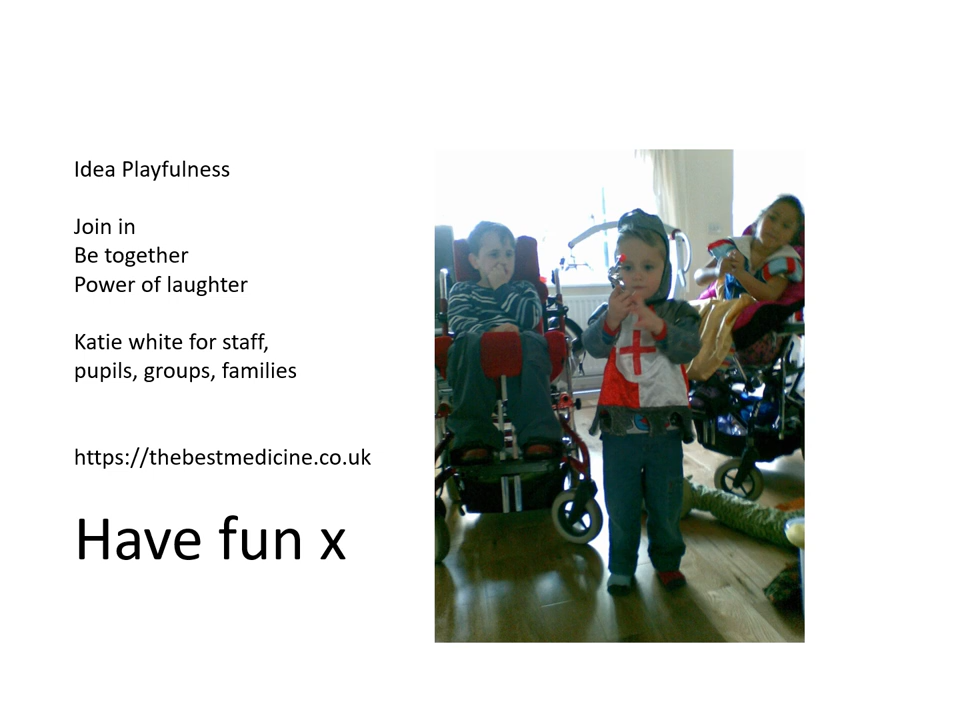 Idea Playfulness
Join in
Be together
Power of laughter
Katie white for staff,
pupils, groups, families
https://thebestmedicine.co.uk
Have fun x